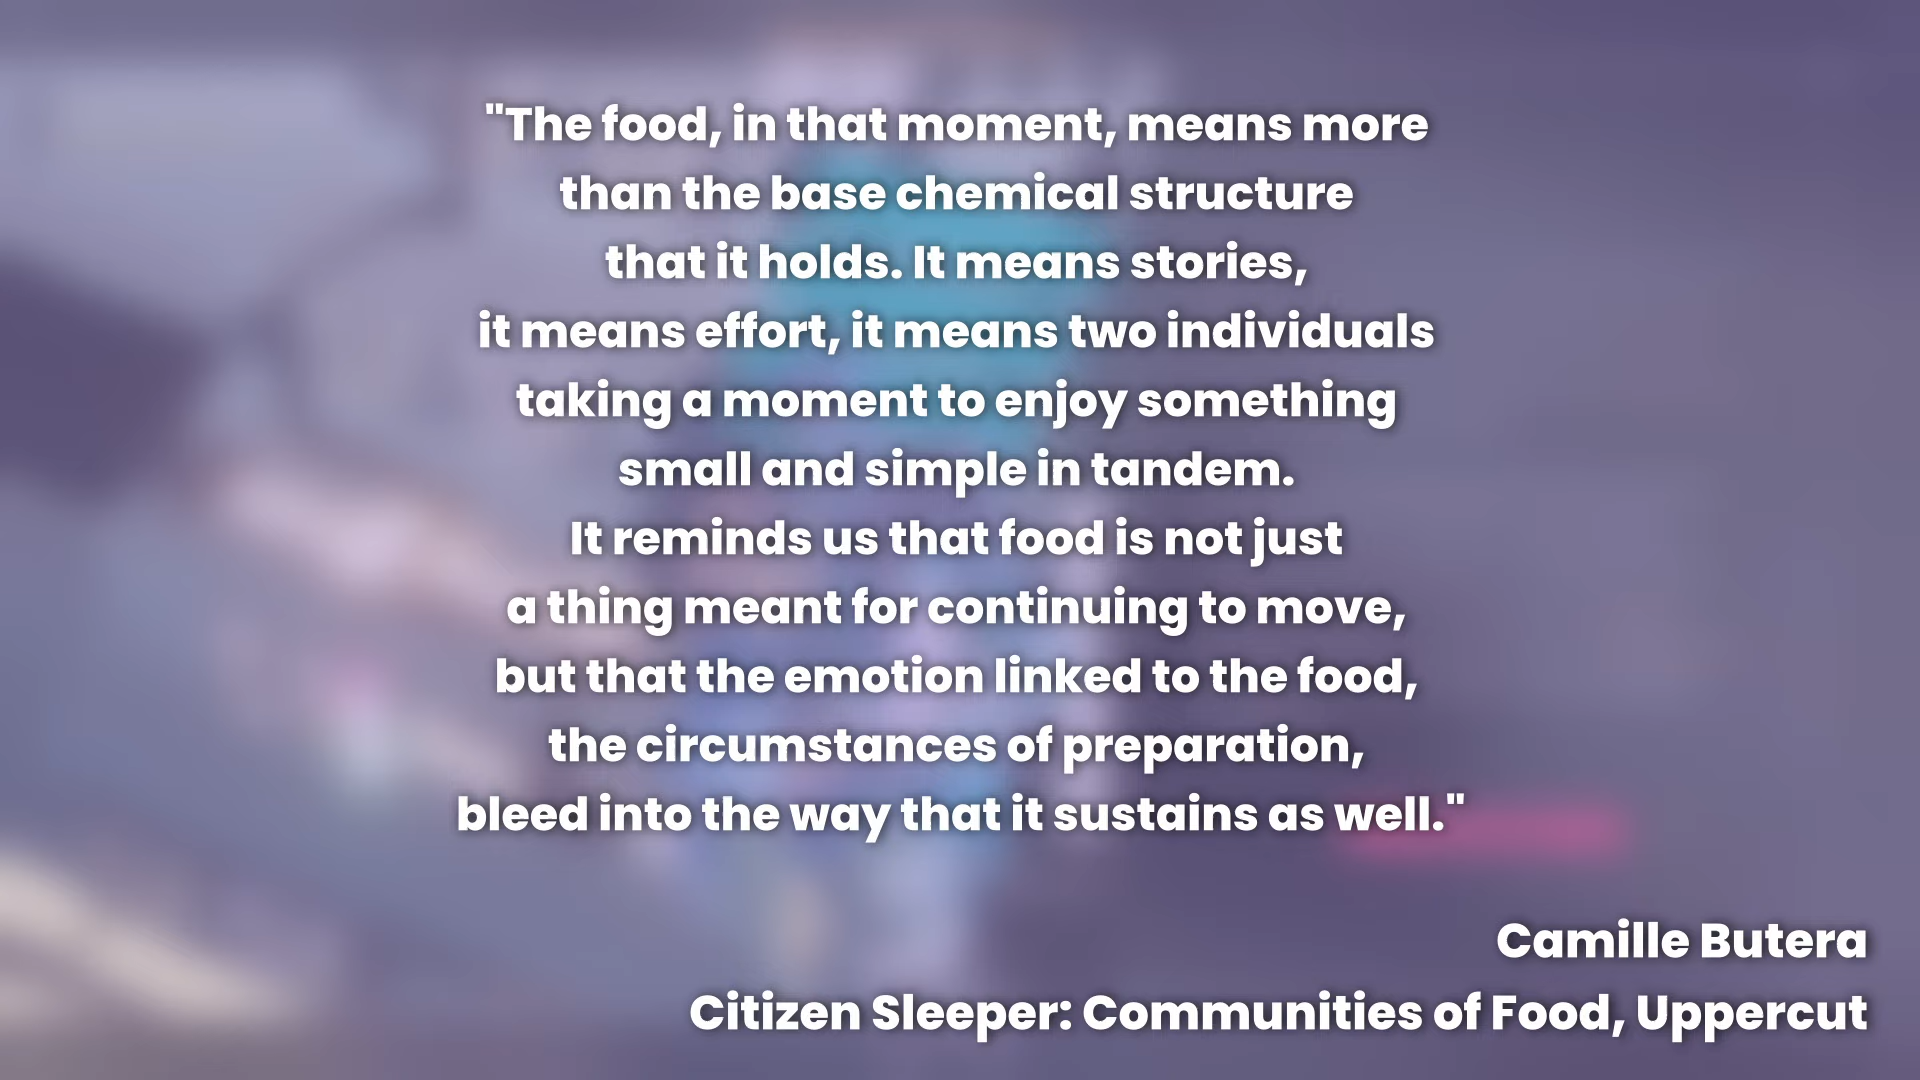 "The food, in that moment, means more
than the base chemical structure
that it holds. It means stories,
it means effort, it means two individuals
taking a moment to enjoy something
small and simple in tandem.
It reminds us that food is not just
a thing meant for continuing to move,
but that the emotion linked to the food,
the circumstances of preparation,
bleed into the way that it sustains as well."
Camille Butera
Citizen Sleeper: Communities of Food, Uppercut